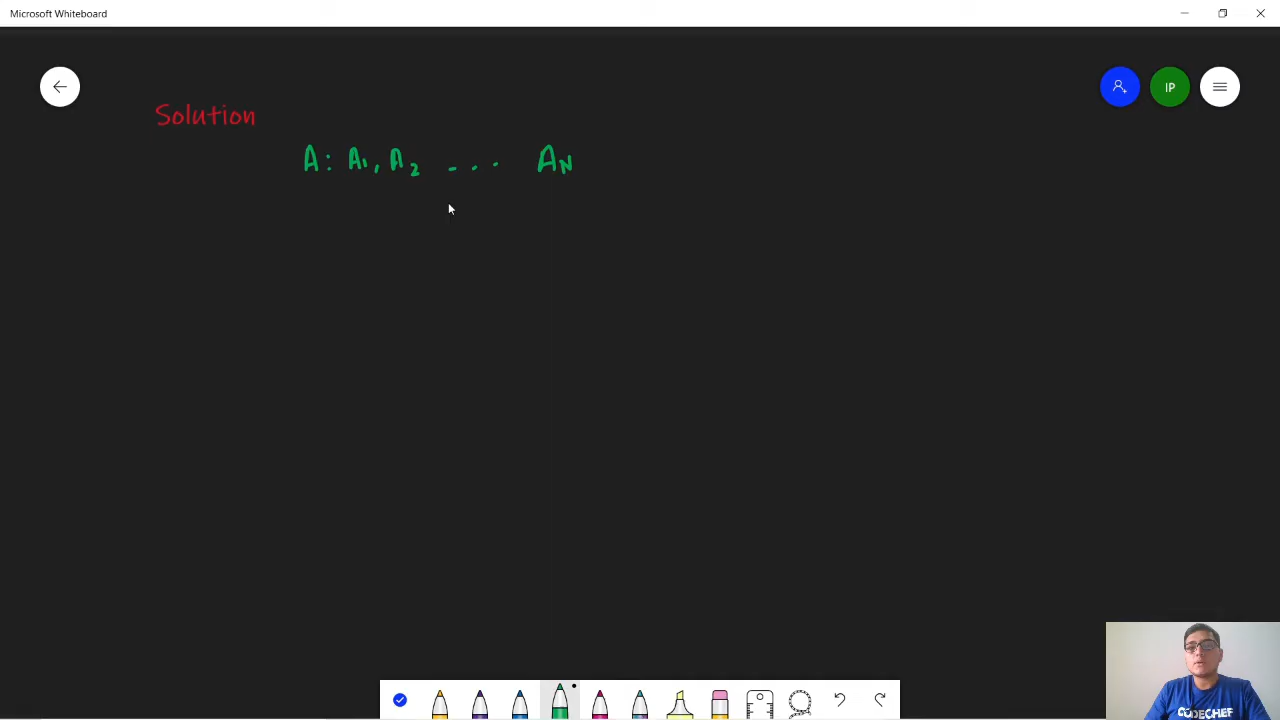 Microsoft Whiteboard
IP
Solution
A: A1, A2 - . . . AN
CODECHEF